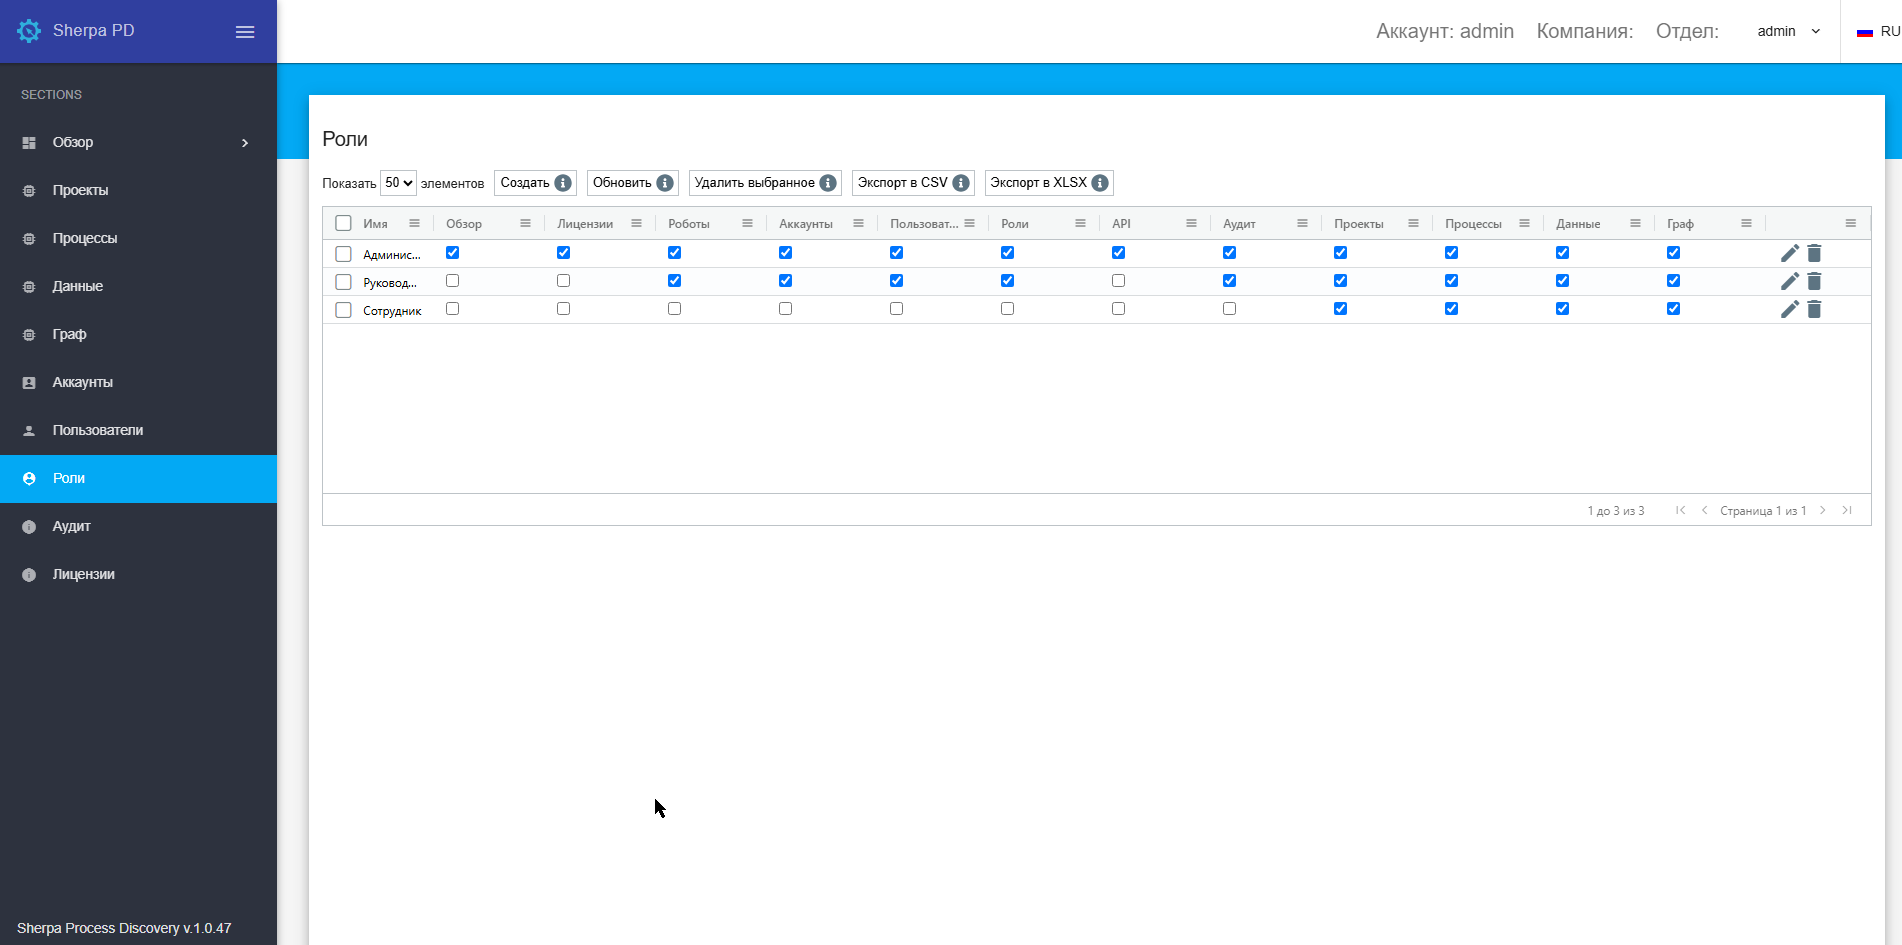 Sherpa PD
Аккаунт: admin Компания: Отдел: admin RU
SECTIONS
Обзор
Проекты
Процессы
Данные
Граф
Аккаунты
Пользователи
Роли
Аудит
Лицензии
Sherpa Process Discovery v.1.0.47
Роли
Показать 50 элементов Создать Обновить Удалить выбранное Экспорт в CSV Экспорт в XLSX
Имя Обзор Лицензии Роботы Аккаунты Пользоват... Роли API Аудит Проекты Процессы Данные Граф
Админис...
Руковод...
Сотрудник
1 до 3 из 3 Страница 1 из 1